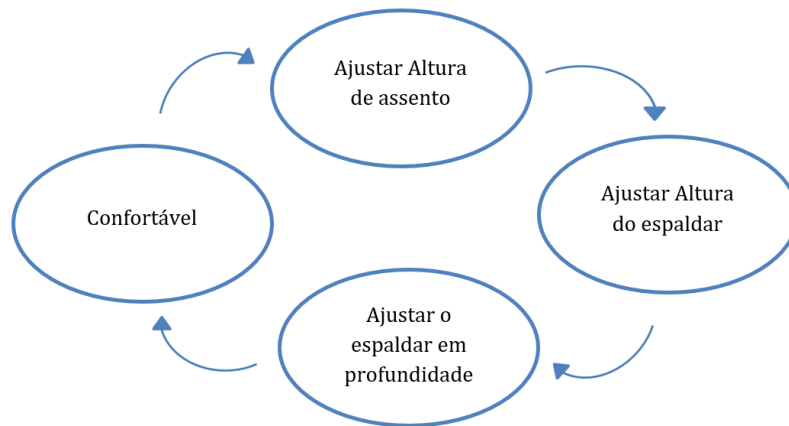 Ajustar Altura
de assento
Ajustar Altura
do espaldar
Ajustar o
espaldar em
profundidade
Confortável